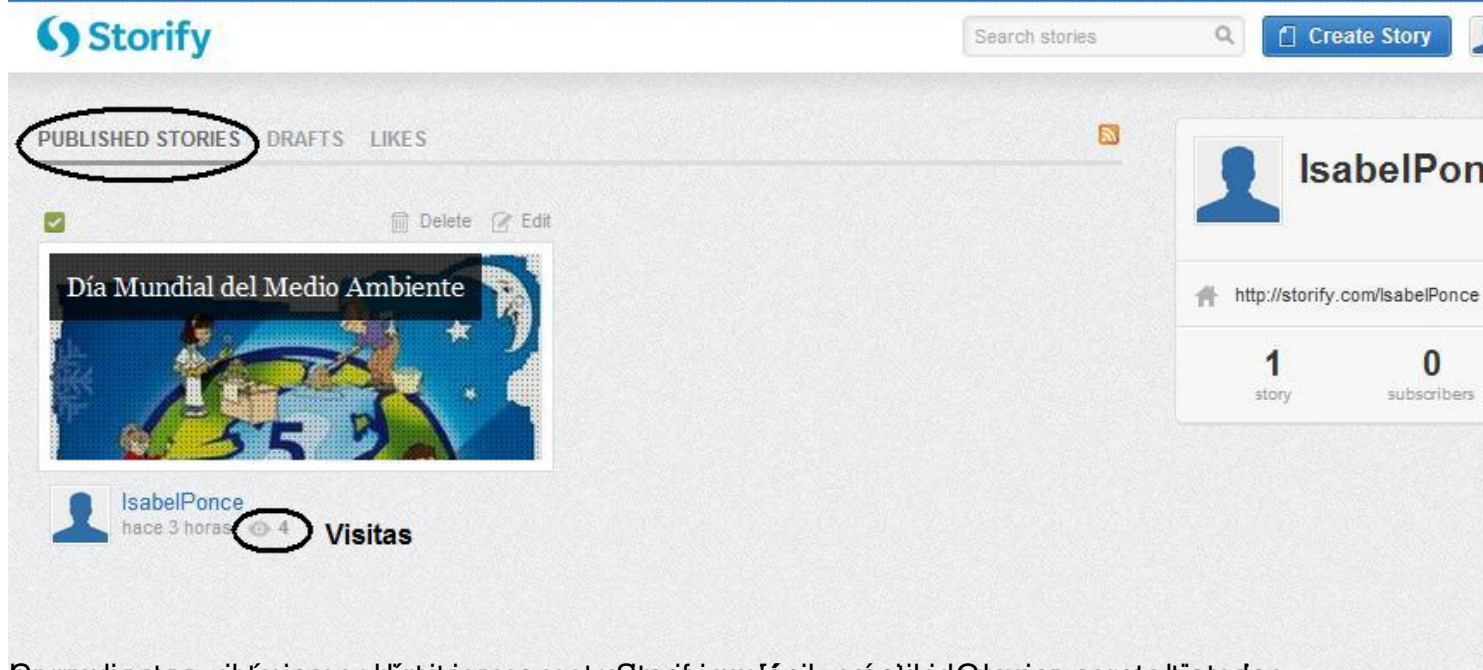 Storify
Search stories
Create Story
PUBLISHED STORIES DRAFTS LIKES
IsabelPon
Delete Edit
Día Mundial del Medio Ambiente
http://storify.com/IsabelPonce
1 0
story subscribers
5
IsabelPonce
hace 3 horas 4 Visitas